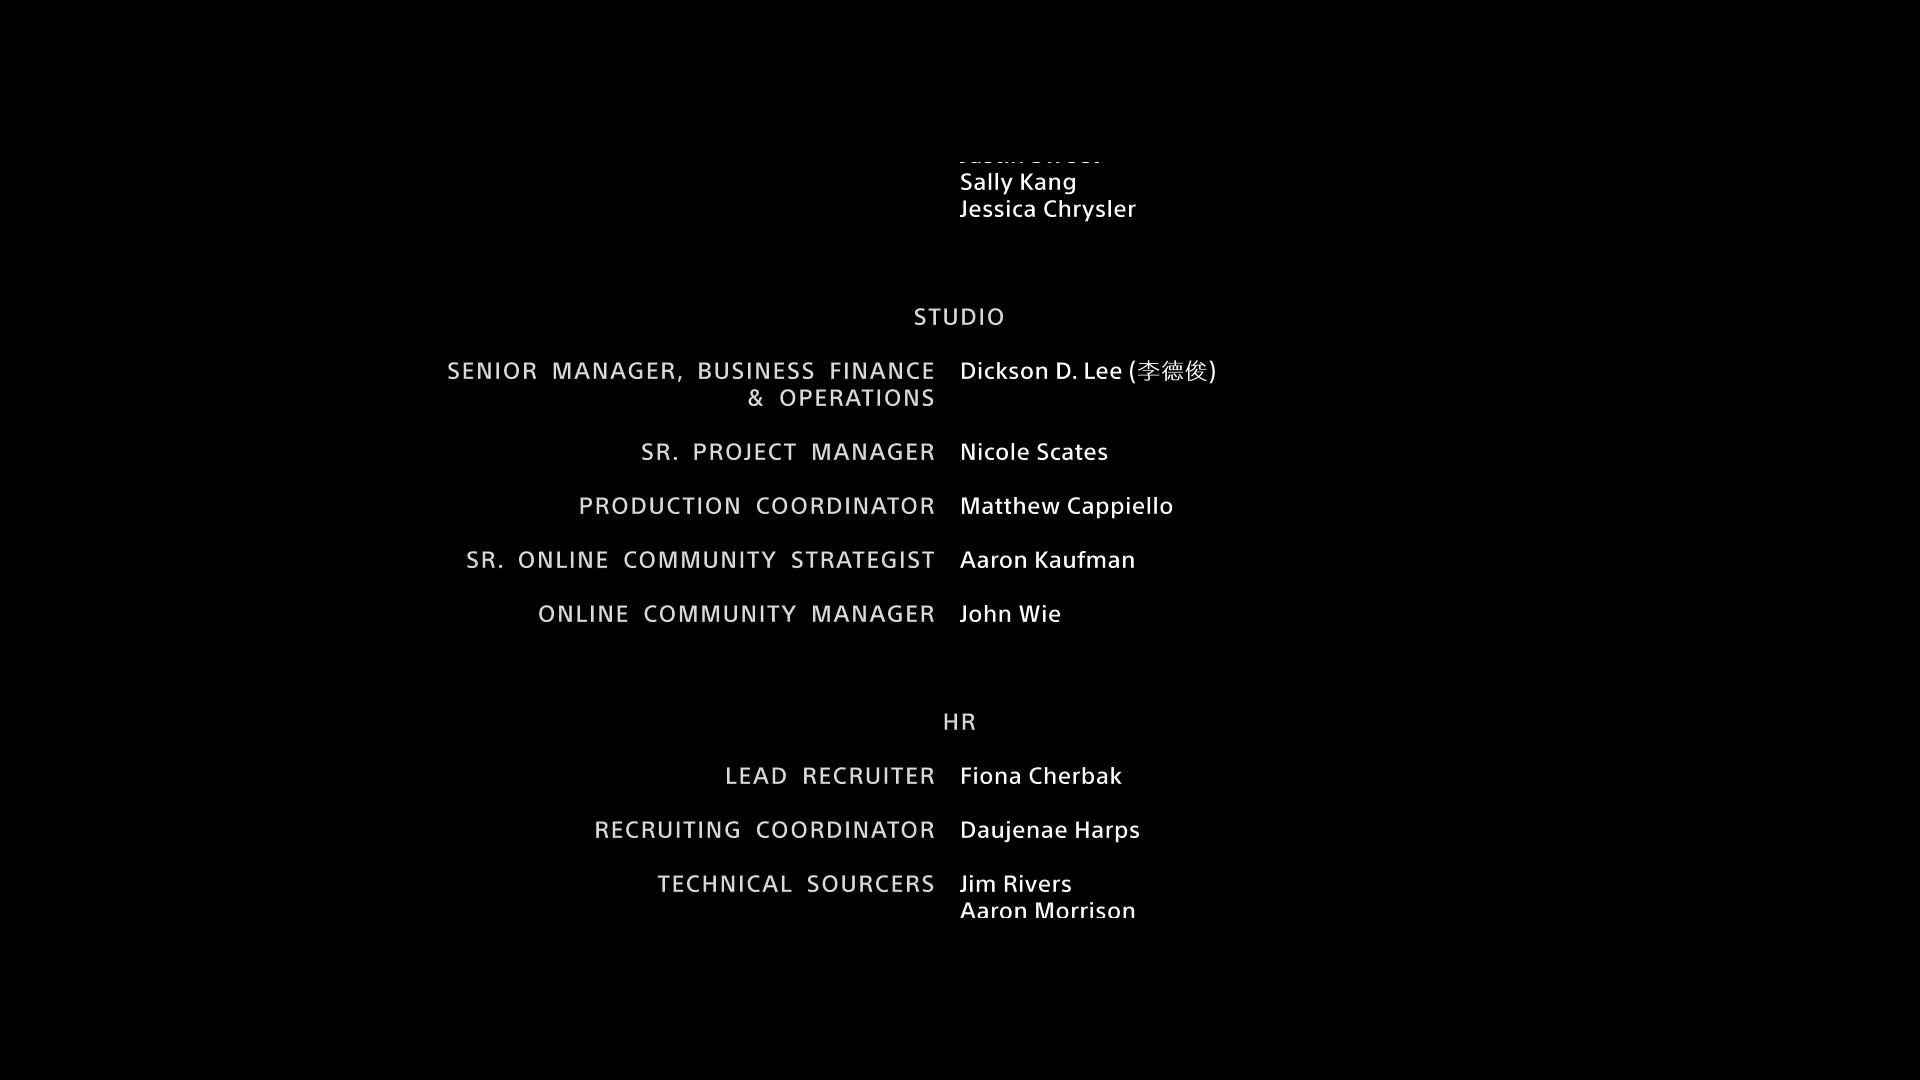 Sally Kang
Jessica Chrysler
STUDIO
SENIOR MANAGER, BUSINESS FINANCE Dickson D. Lee (李德俊)
& OPERATIONS
SR. PROJECT MANAGER Nicole Scates
PRODUCTION COORDINATOR Matthew Cappiello
SR. ONLINE COMMUNITY STRATEGIST Aaron Kaufman
ONLINE COMMUNITY MANAGER John Wie
HR
LEAD RECRUITER Fiona Cherbak
RECRUITING COORDINATOR Daujenae Harps
TECHNICAL SOURCERS Jim Rivers
Aaron Morrison